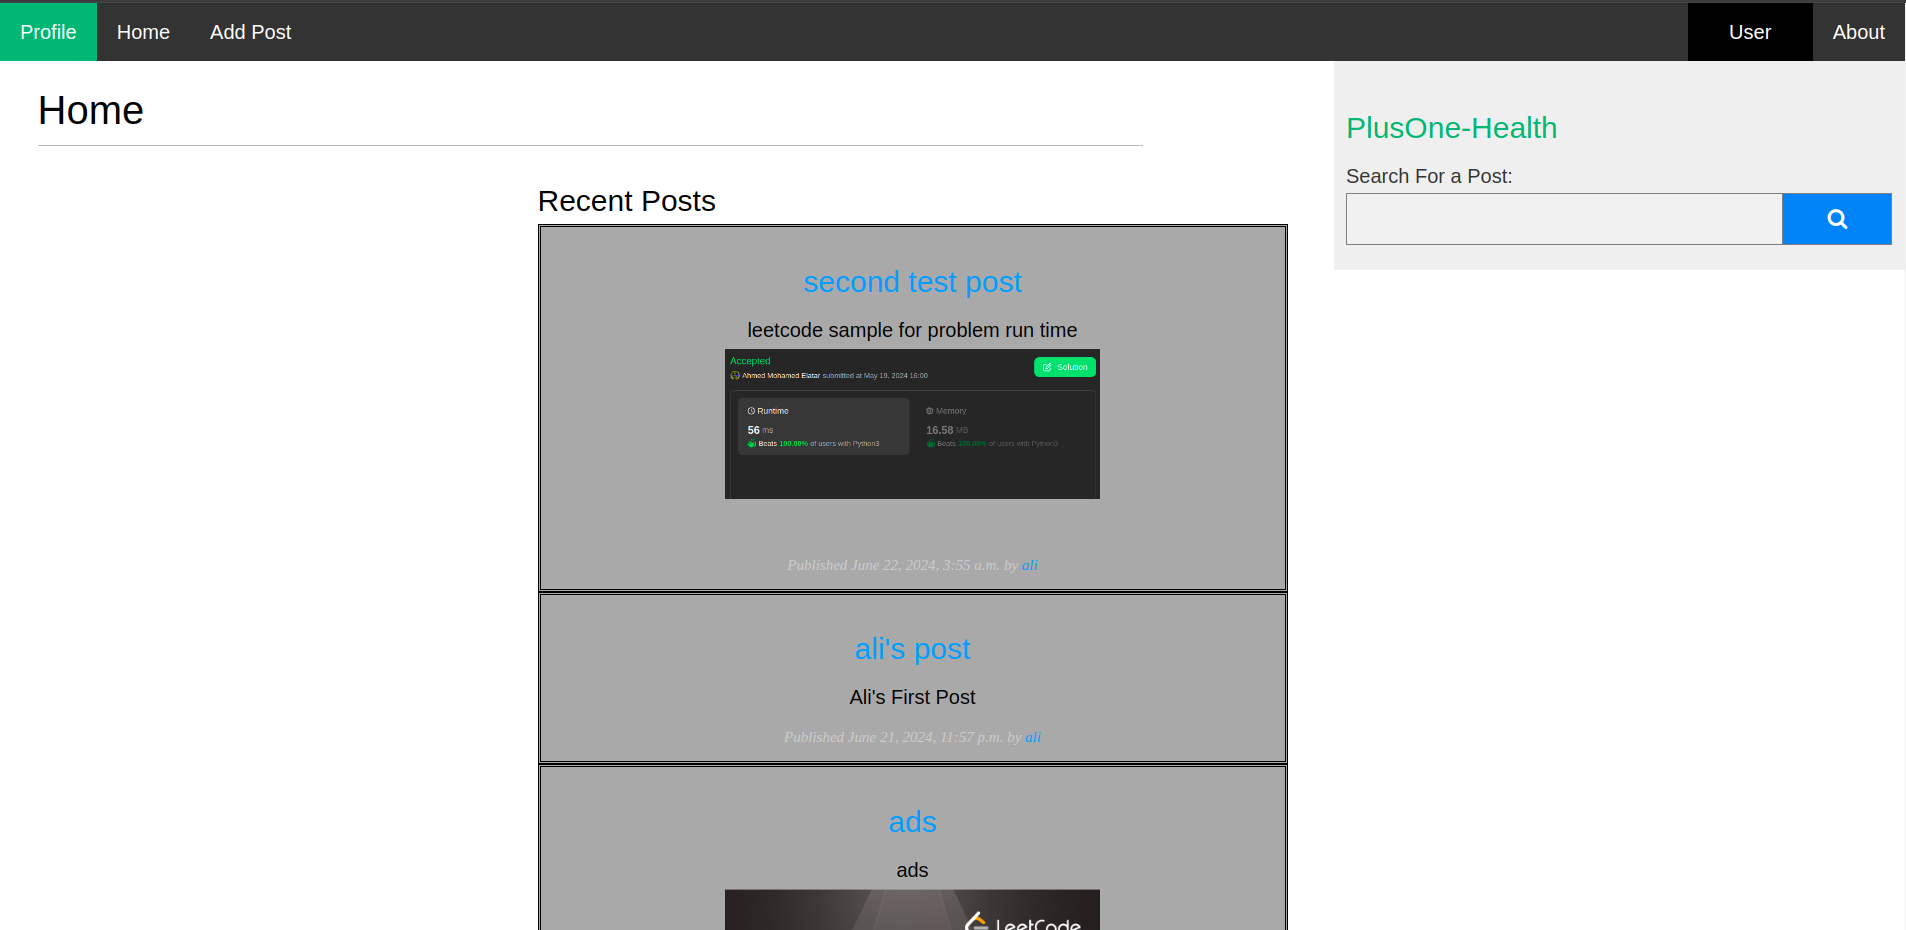 Profile Home Add Post User About
Home
PlusOne-Health
Search For a Post:
Recent Posts
second test post
leetcode sample for problem run time
Accepted
Solution
Ahmed Mohamed Elatar submitted at May 19, 2024 16:00
Runtime Memory
56 ms 16.58 MB
Beats 100.00% of users with Python3 Beats 100.00% of users with Python3
Published June 22, 2024, 3:55 a.m. by ali
ali's post
Ali's First Post
Published June 21, 2024, 11:57 p.m. by ali
ads
ads
LeetCode